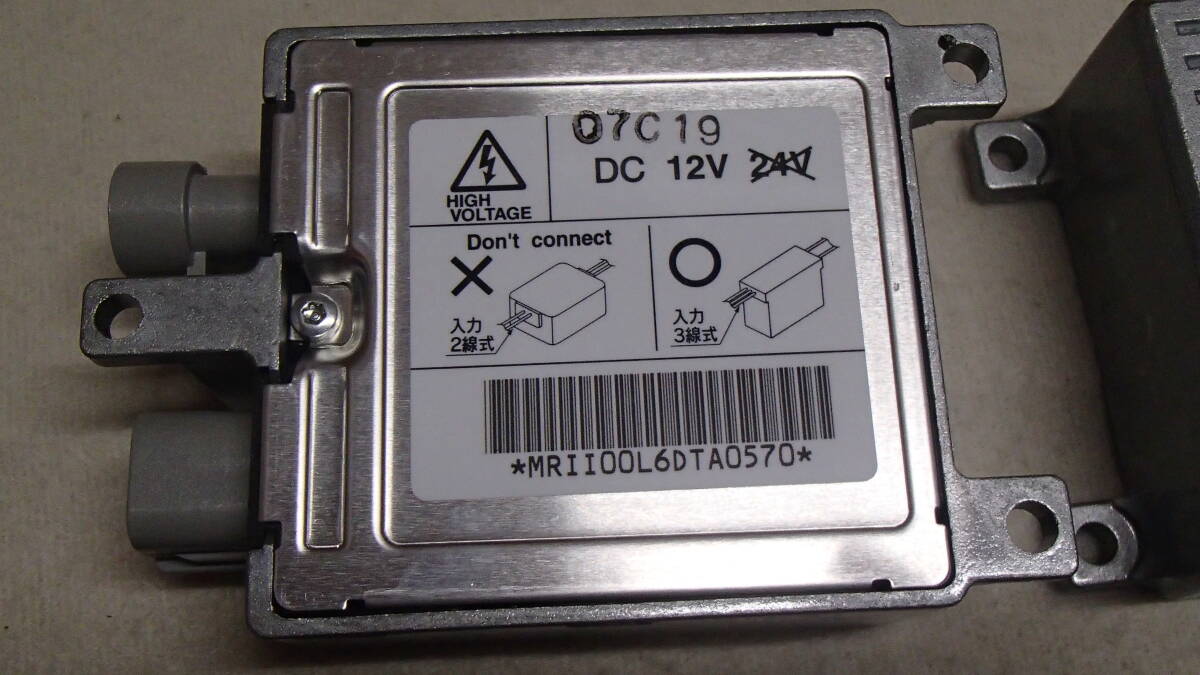 07C19
DC 12V 24V
HIGH
VOLTAGE
Don't connect
入力
2線式
入力
3線式
*MRII00L6DTA0570*